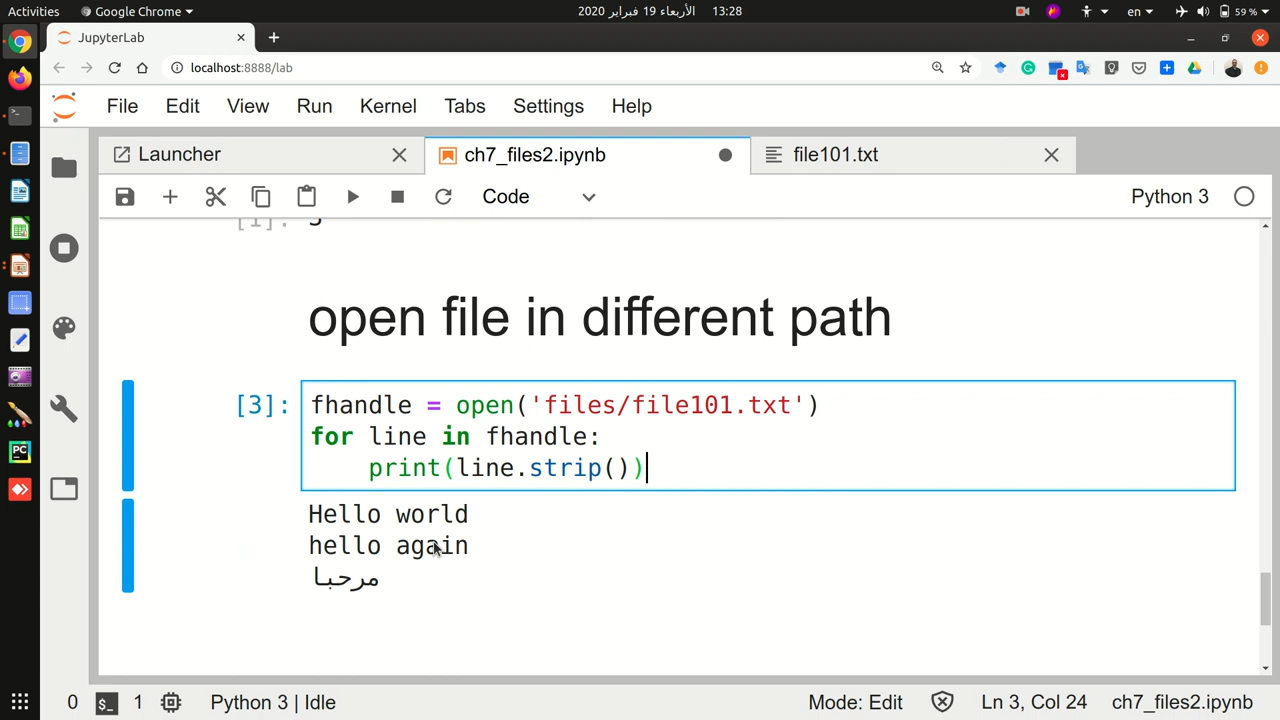 Activities
Google Chrome
الأربعاء 19 فبراير 2020
13:28
en
59 %
JupyterLab
localhost:8888/lab
File Edit View Run Kernel Tabs Settings Help
Launcher
ch7_files2.ipynb
file101.txt
Code
Python 3
open file in different path
[3]:
fhandle = open('files/file101.txt')
for line in fhandle:
    print(line.strip())
Hello world
hello again
مرحبا
0
$_
1
Python 3 | Idle
Mode: Edit
Ln 3, Col 24
ch7_files2.ipynb